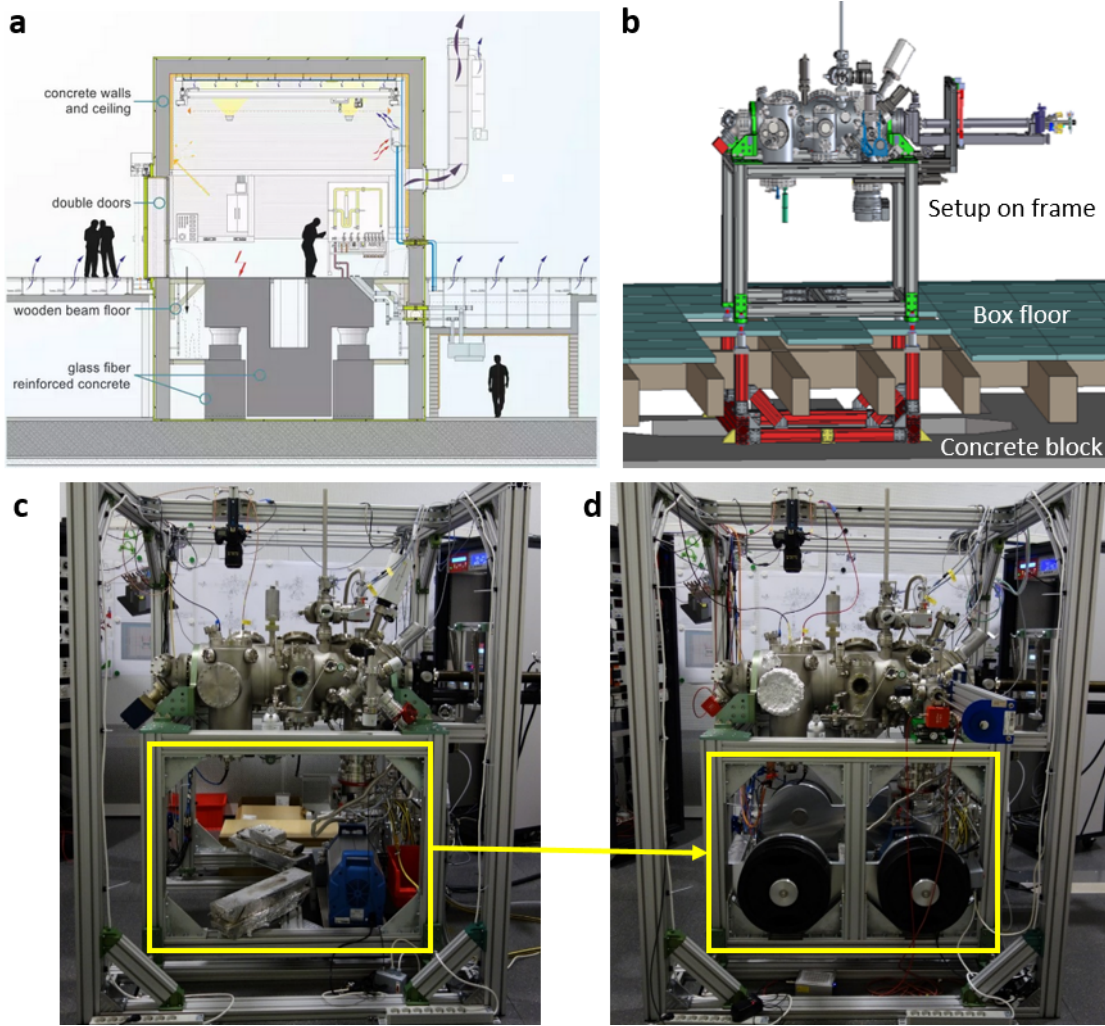 a
concrete walls
and ceiling
double doors
wooden beam floor
glass fiber
reinforced concrete
b
Setup on frame
Box floor
Concrete block
c
d